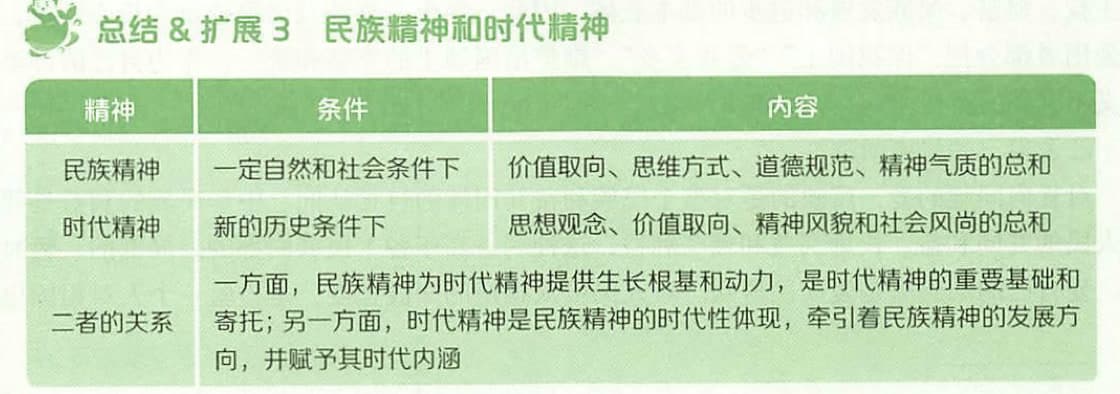 总结 & 扩展 3 民族精神和时代精神
精神 条件 内容
民族精神 一定自然和社会条件下 价值取向、思维方式、道德规范、精神气质的总和
时代精神 新的历史条件下 思想观念、价值取向、精神风貌和社会风尚的总和
二者的关系
一方面，民族精神为时代精神提供生长根基和动力，是时代精神的重要基础和
寄托；另一方面，时代精神是民族精神的时代性体现，牵引着民族精神的发展方
向，并赋予其时代内涵